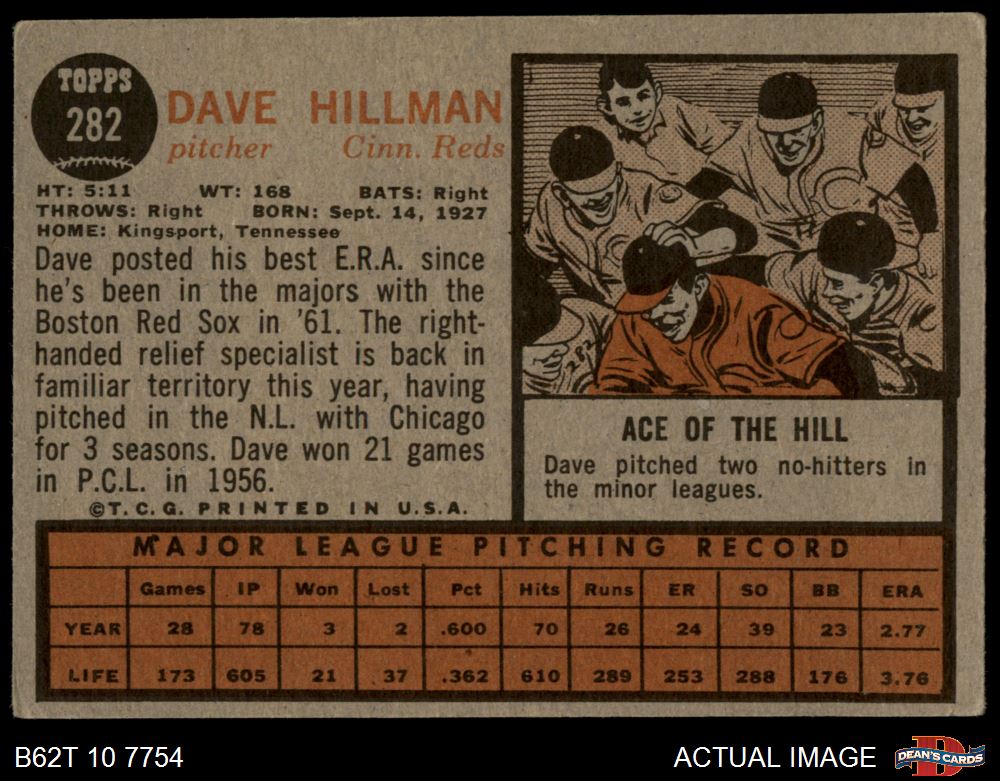 TOPPS
282
DAVE HILLMAN
pitcher Cinn. Reds
HT: 5:11 WT: 168 BATS: Right
THROWS: Right BORN: Sept. 14, 1927
HOME: Kingsport, Tennessee
Dave posted his best E.R.A. since
he's been in the majors with the
Boston Red Sox in '61. The right-
handed relief specialist is back in
familiar territory this year, having
pitched in the N.L. with Chicago
for 3 seasons. Dave won 21 games
in P.C.L. in 1956.
©T.C.G. PRINTED IN U.S.A.
282
ACE OF THE HILL
Dave pitched two no-hitters in
the minor leagues.
MAJOR LEAGUE PITCHING RECORD
Games IP Won Lost Pct Hits Runs ER SO BB ERA
YEAR 28 78 3 2 .600 70 26 24 39 23 2.77
LIFE 173 605 21 37 .362 610 289 253 288 176 3.76
B62T 10 7754 ACTUAL IMAGE
D
DEAN'S CARDS